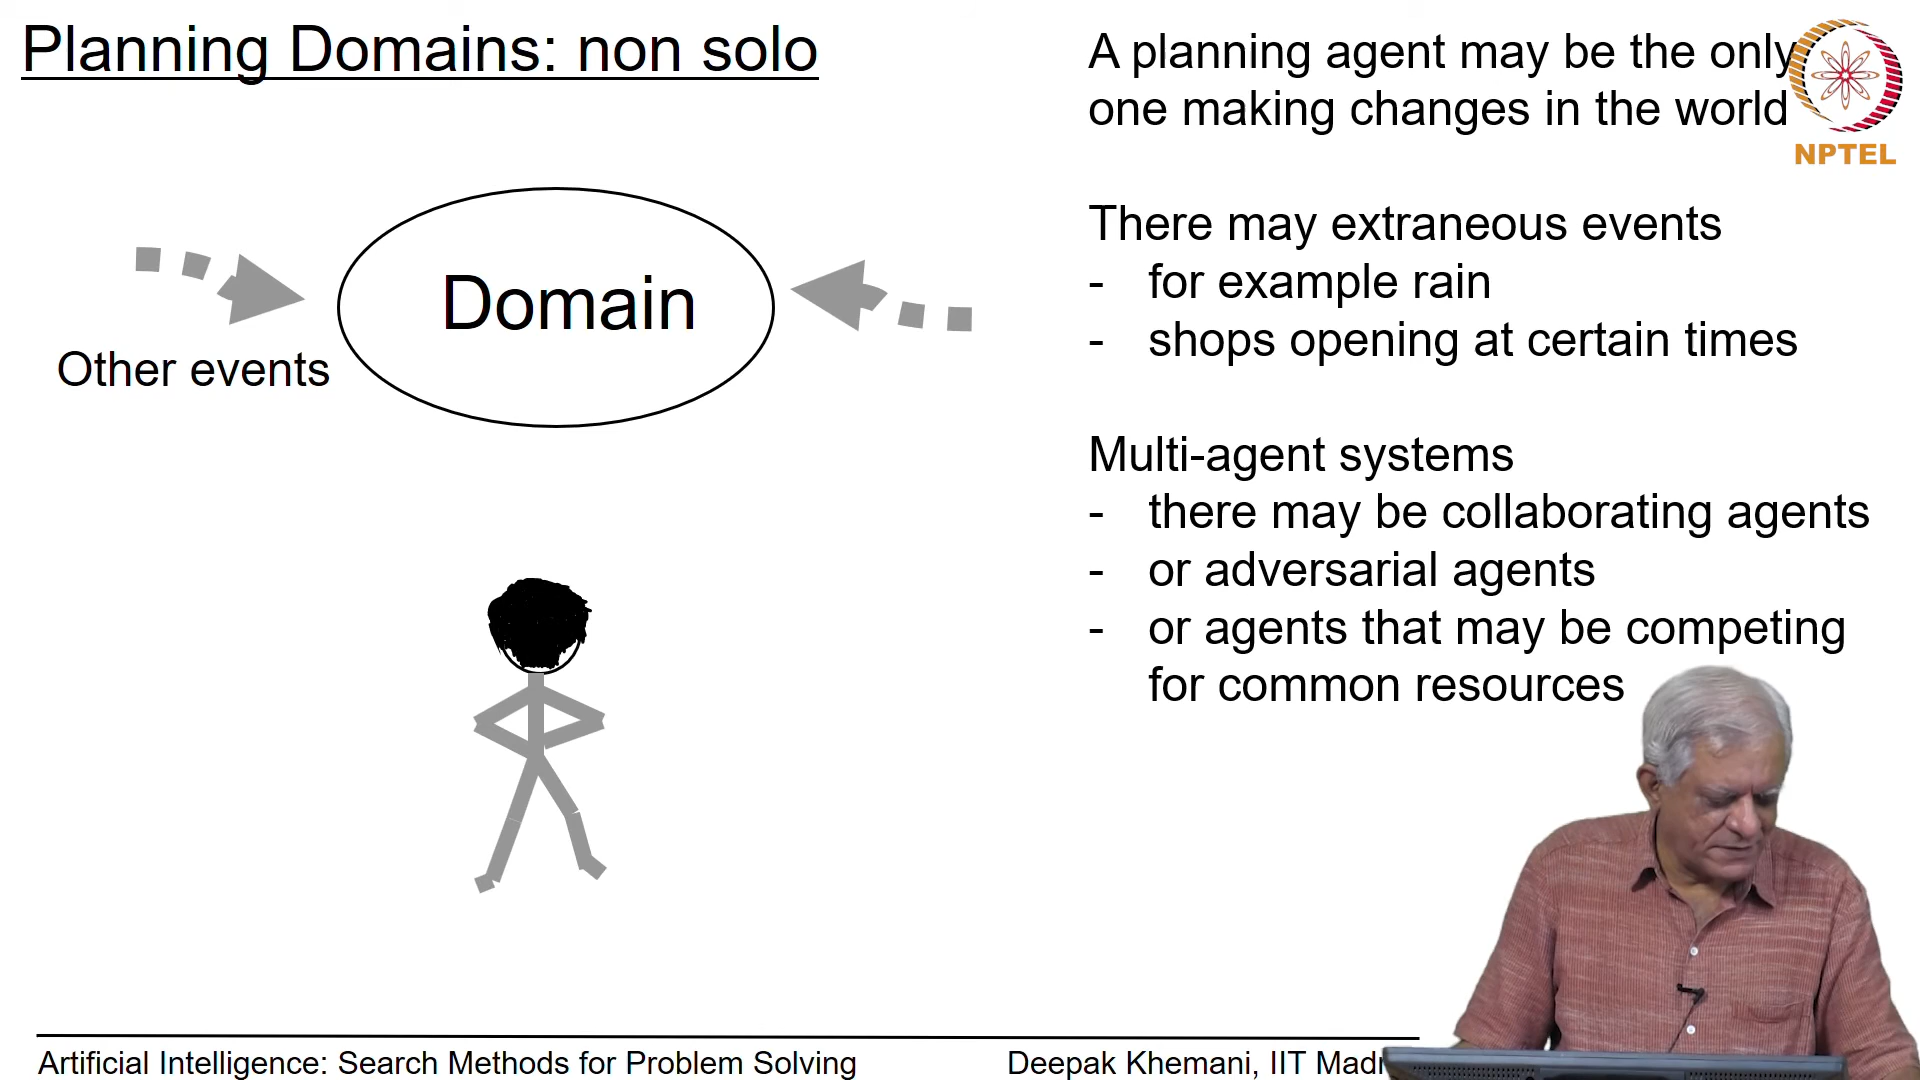 Planning Domains: non solo
A planning agent may be the only
one making changes in the world
NPTEL
There may extraneous events
- for example rain
- shops opening at certain times
Domain
Other events
Multi-agent systems
- there may be collaborating agents
- or adversarial agents
- or agents that may be competing
for common resources
Artificial Intelligence: Search Methods for Problem Solving
Deepak Khemani, IIT